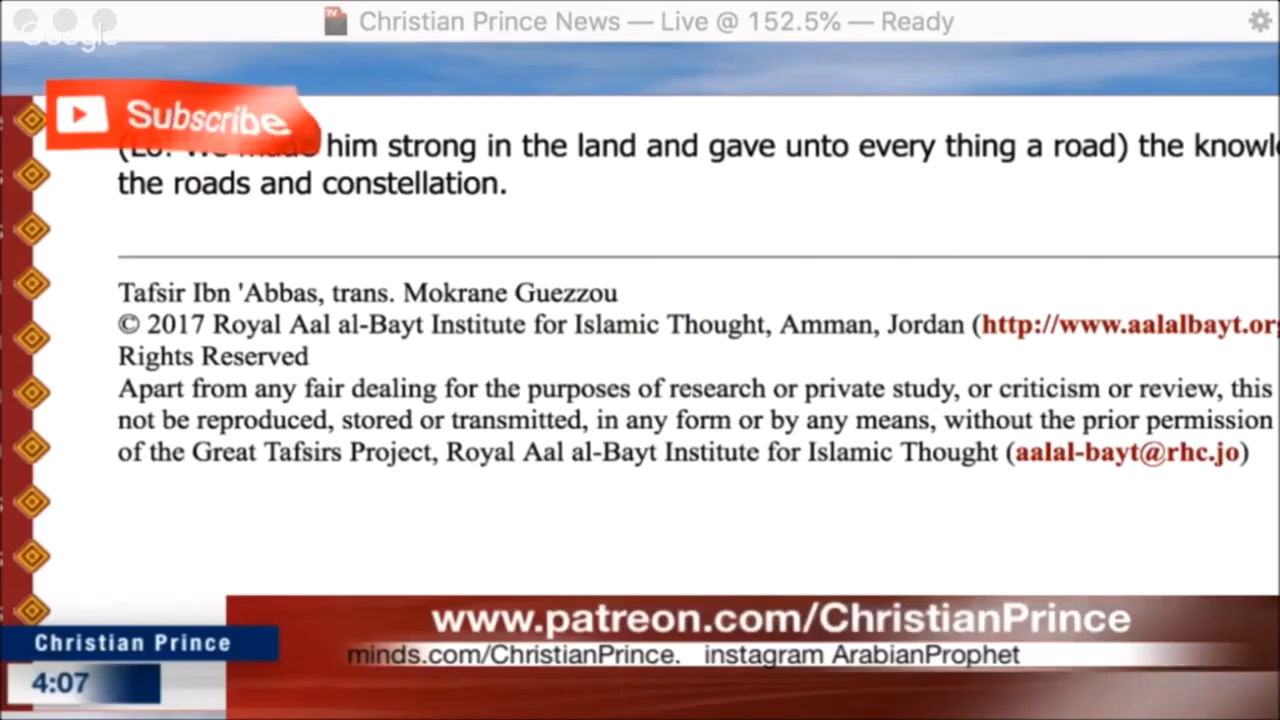 Christian Prince News — Live @ 152.5% — Ready
Google
Subscribe
him strong in the land and gave unto every thing a road) the knowl
the roads and constellation.
Tafsir Ibn 'Abbas, trans. Mokrane Guezzou
© 2017 Royal Aal al-Bayt Institute for Islamic Thought, Amman, Jordan (http://www.aalalbayt.or
Rights Reserved
Apart from any fair dealing for the purposes of research or private study, or criticism or review, this
not be reproduced, stored or transmitted, in any form or by any means, without the prior permission
of the Great Tafsirs Project, Royal Aal al-Bayt Institute for Islamic Thought (aalal-bayt@rhc.jo)
www.patreon.com/ChristianPrince
Christian Prince
minds.com/ChristianPrince. instagram ArabianProphet
4:07